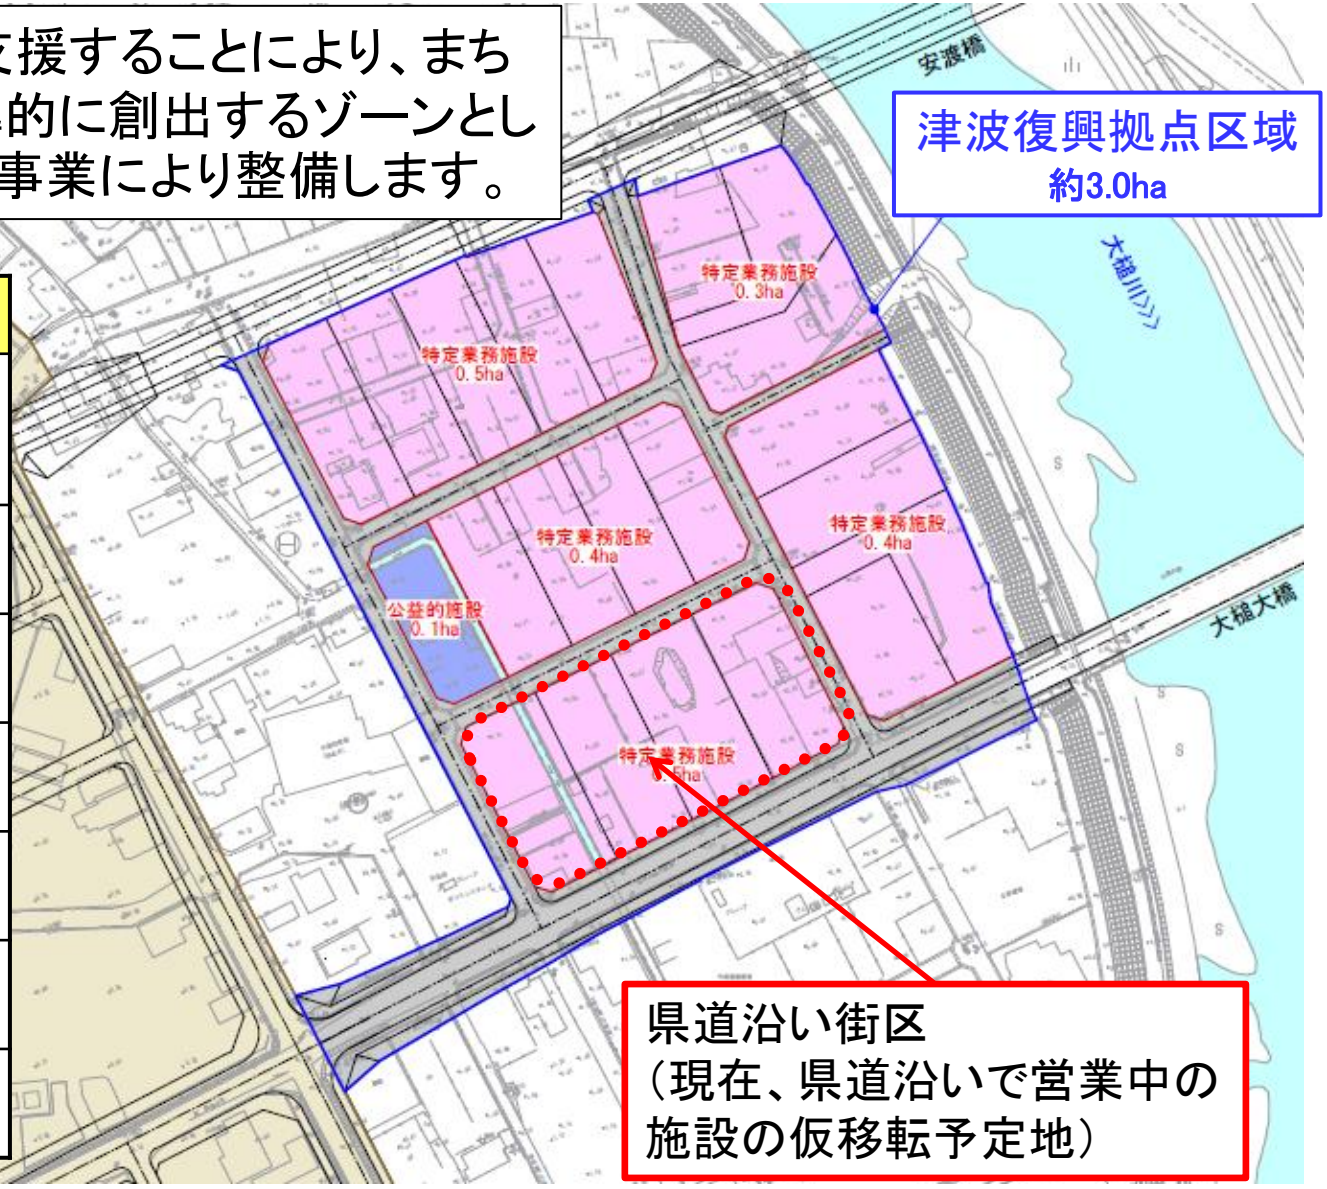 支援することにより、まち
的に創出するゾーンとし
事業により整備します。
安渡橋
津波復興拠点区域
約3.0ha
大槌川>>>
特定業務施設
0.3ha
特定業務施設
0.5ha
特定業務施設
0.4ha
特定業務施設
0.4ha
公益的施設
0.1ha
大槌大橋
特定業務施設
0.5ha
県道沿い街区
（現在、県道沿いで営業中の
施設の仮移転予定地）